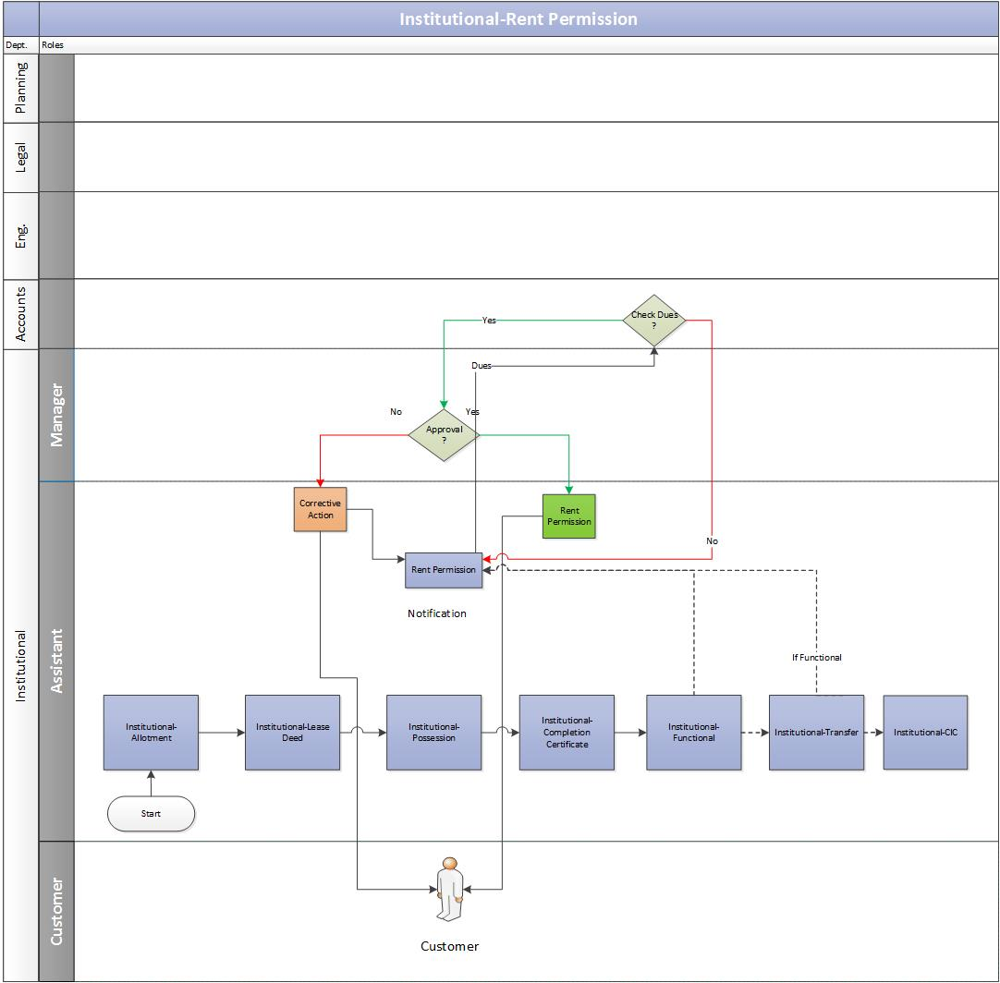 Institutional-Rent Permission
Dept.
Roles
Planning
Legal
Eng.
Accounts
Check Dues
?
Yes
Dues
Manager
No
Yes
Approval
?
Corrective
Action
Rent
Permission
No
Rent Permission
Notification
Institutional
Assistant
If Functional
Institutional-
Allotment
Institutional-Lease
Deed
Institutional-
Possession
Institutional-
Completion
Certificate
Institutional-
Functional
Institutional-Transfer
Institutional-CIC
Start
Customer
Customer